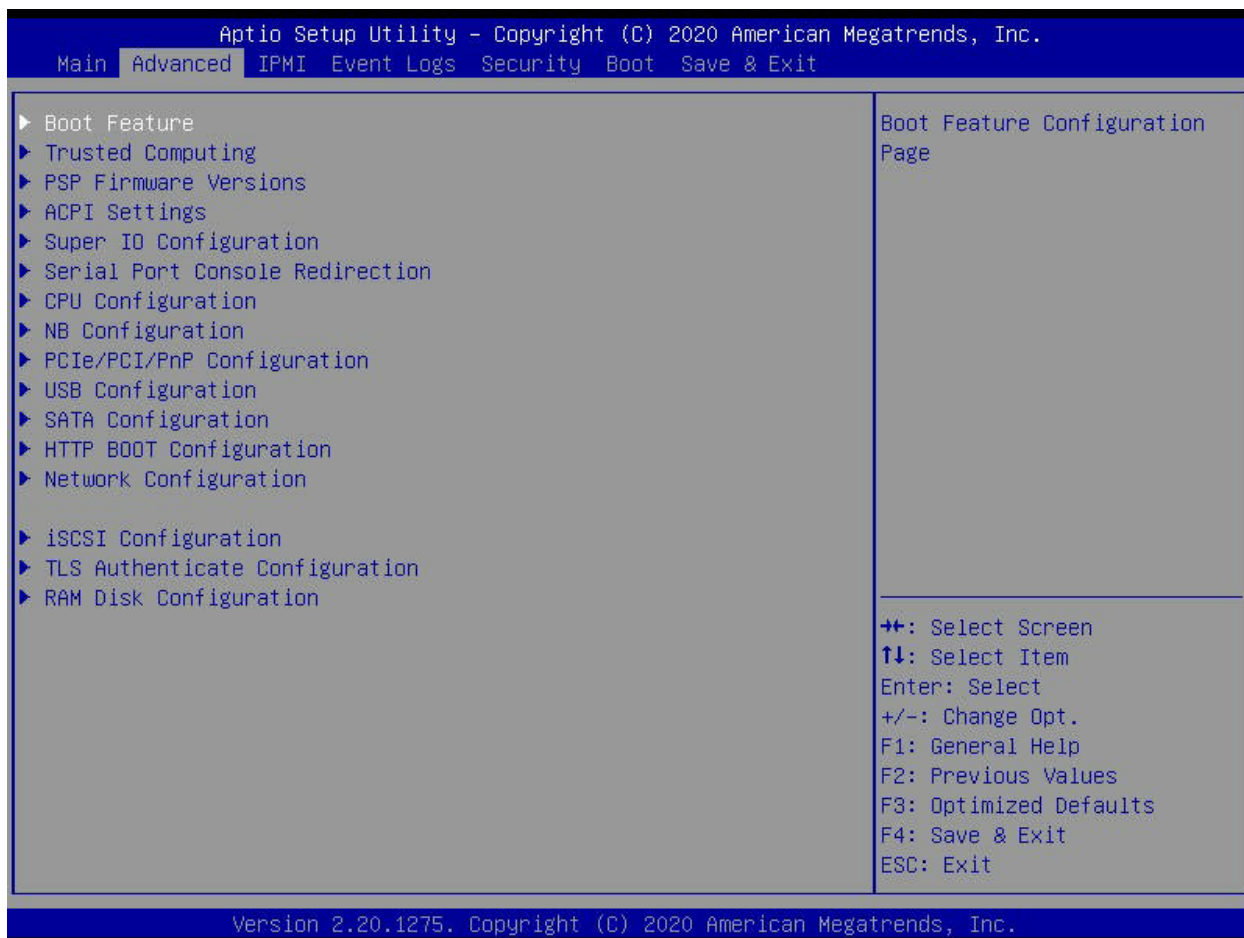 Aptio Setup Utility - Copyright (C) 2020 American Megatrends, Inc.
Main Advanced IPMI Event Logs Security Boot Save & Exit
Boot Feature
Trusted Computing
PSP Firmware Versions
ACPI Settings
Super IO Configuration
Serial Port Console Redirection
CPU Configuration
NB Configuration
PCIe/PCI/PnP Configuration
USB Configuration
SATA Configuration
HTTP BOOT Configuration
Network Configuration
iSCSI Configuration
TLS Authenticate Configuration
RAM Disk Configuration
Boot Feature Configuration
Page
→←: Select Screen
↑↓: Select Item
Enter: Select
+/-: Change Opt.
F1: General Help
F2: Previous Values
F3: Optimized Defaults
F4: Save & Exit
ESC: Exit
Version 2.20.1275. Copyright (C) 2020 American Megatrends, Inc.